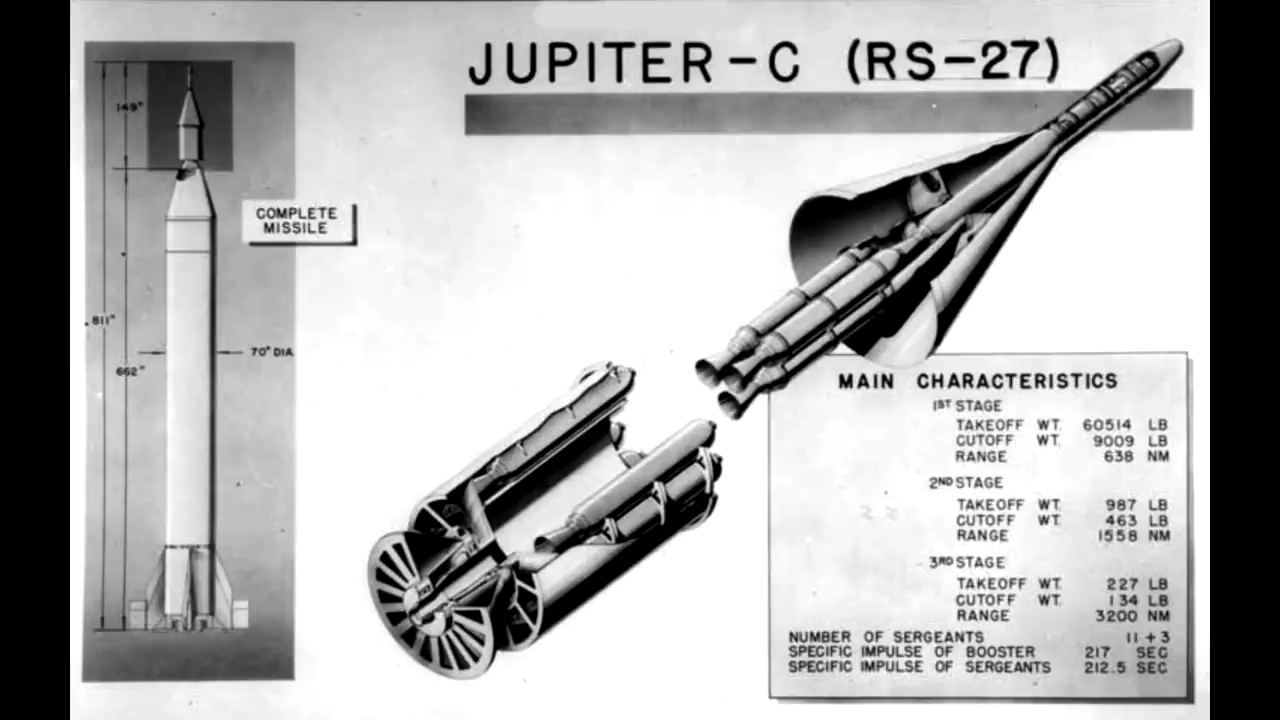 JUPITER-C (RS-27)
149"
COMPLETE
MISSILE
811"
70" DIA.
662"
MAIN CHARACTERISTICS
1ST STAGE
TAKEOFF WT. 60514 LB
CUTOFF WT. 9009 LB
RANGE 638 NM
2ND STAGE
TAKEOFF WT. 987 LB
CUTOFF WT. 463 LB
RANGE 1558 NM
3RD STAGE
TAKEOFF WT. 227 LB
CUTOFF WT. 134 LB
RANGE 3200 NM
NUMBER OF SERGEANTS 11+3
SPECIFIC IMPULSE OF BOOSTER 217 SEC
SPECIFIC IMPULSE OF SERGEANTS 212.5 SEC